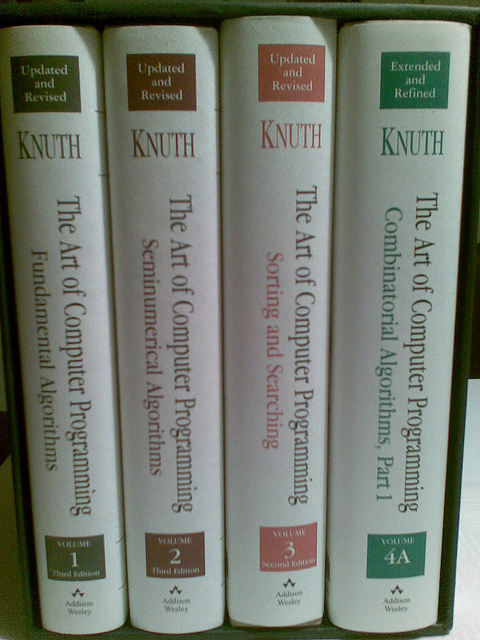 Updated
and
Revised
KNUTH
The Art of Computer Programming
Fundamental Algorithms
VOLUME
1
Third Edition
Addison
Wesley
Updated
and
Revised
KNUTH
The Art of Computer Programming
Seminumerical Algorithms
VOLUME
2
Third Edition
Addison
Wesley
Updated
and
Revised
KNUTH
The Art of Computer Programming
Sorting and Searching
VOLUME
3
Second Edition
Addison
Wesley
Extended
and
Refined
KNUTH
The Art of Computer Programming
Combinatorial Algorithms, Part 1
VOLUME
4A
Addison
Wesley